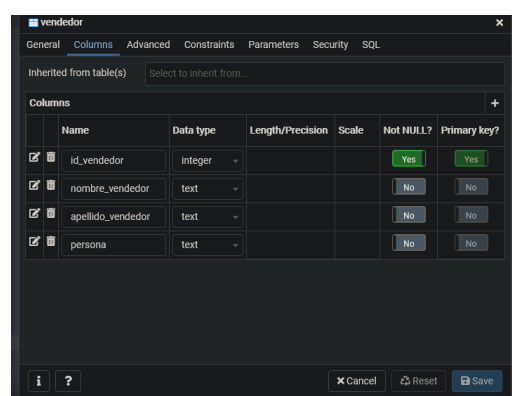 vendedor
General Columns Advanced Constraints Parameters Security SQL
Inherited from table(s) Select to inherit from...
Columns
Name Data type Length/Precision Scale Not NULL? Primary key?
id_vendedor integer Yes Yes
nombre_vendedor text No No
apellido_vendedor text No No
persona text No No
i ? Cancel Reset Save